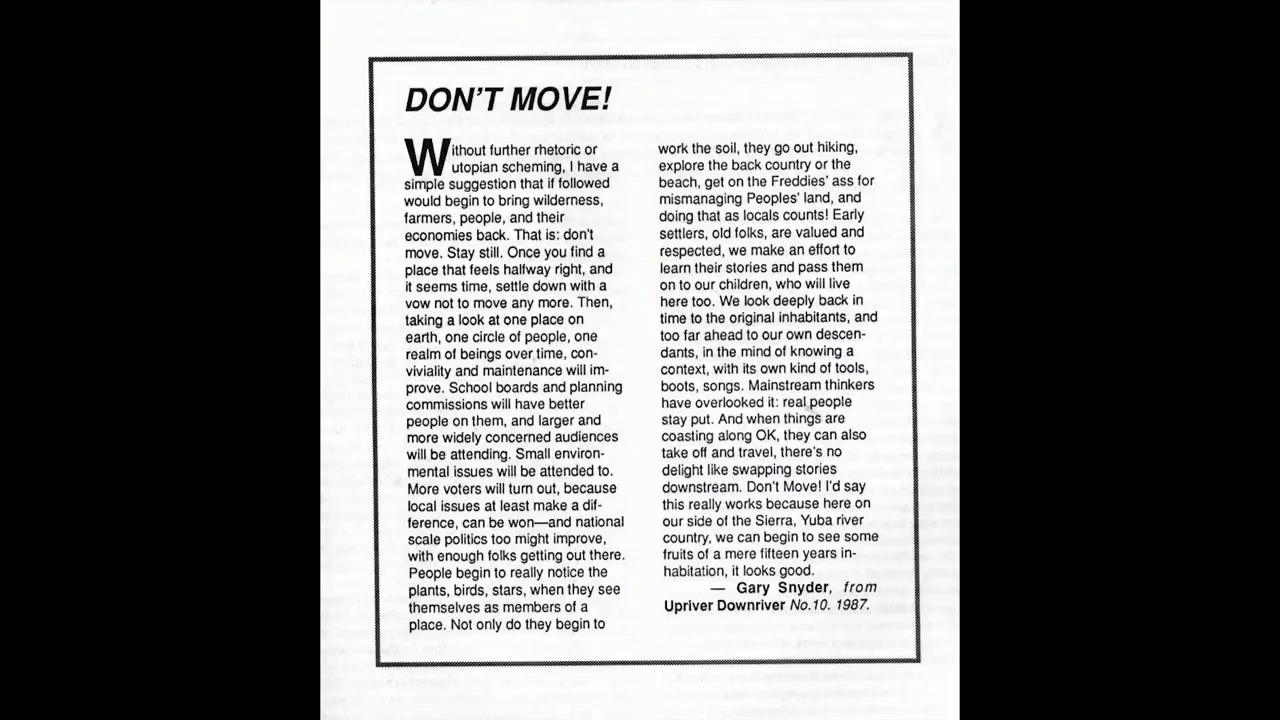 DON'T MOVE!
Without further rhetoric or
utopian scheming, I have a
simple suggestion that if followed
would begin to bring wilderness,
farmers, people, and their
economies back. That is: don't
move. Stay still. Once you find a
place that feels halfway right, and
it seems time, settle down with a
vow not to move any more. Then,
taking a look at one place on
earth, one circle of people, one
realm of beings over time, con-
viviality and maintenance will im-
prove. School boards and planning
commissions will have better
people on them, and larger and
more widely concerned audiences
will be attending. Small environ-
mental issues will be attended to.
More voters will turn out, because
local issues at least make a dif-
ference, can be won—and national
scale politics too might improve,
with enough folks getting out there.
People begin to really notice the
plants, birds, stars, when they see
themselves as members of a
place. Not only do they begin to
work the soil, they go out hiking,
explore the back country or the
beach, get on the Freddies' ass for
mismanaging Peoples' land, and
doing that as locals counts! Early
settlers, old folks, are valued and
respected, we make an effort to
learn their stories and pass them
on to our children, who will live
here too. We look deeply back in
time to the original inhabitants, and
too far ahead to our own descen-
dants, in the mind of knowing a
context, with its own kind of tools,
boots, songs. Mainstream thinkers
have overlooked it: real people
stay put. And when things are
coasting along OK, they can also
take off and travel, there's no
delight like swapping stories
downstream. Don't Move! I'd say
this really works because here on
our side of the Sierra, Yuba river
country, we can begin to see some
fruits of a mere fifteen years in-
habitation, it looks good.
— Gary Snyder, from
Upriver Downriver No.10. 1987.